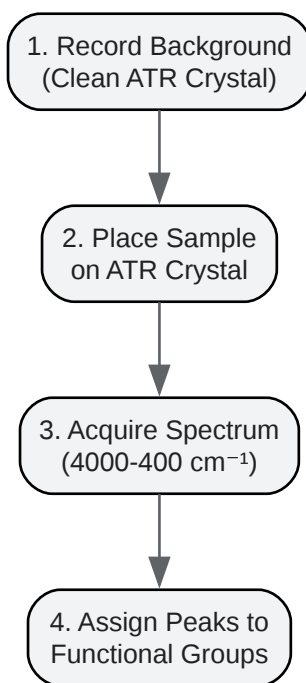 1. Record Background
(Clean ATR Crystal)
2. Place Sample
on ATR Crystal
3. Acquire Spectrum
(4000-400 cm⁻¹)
4. Assign Peaks to
Functional Groups